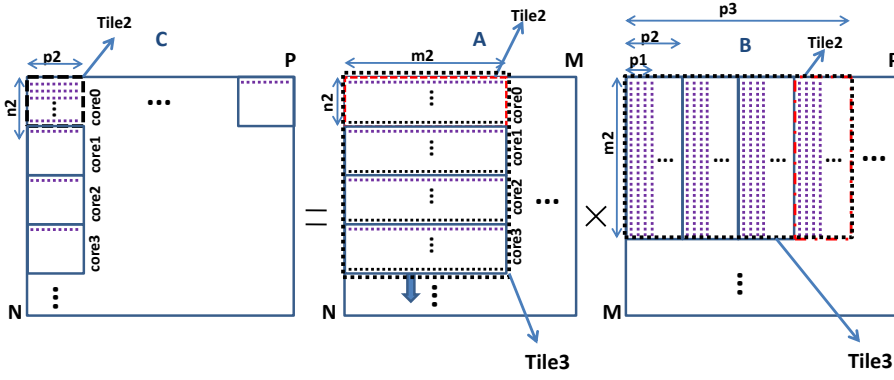 Tile2
C
p2
P
n2
core0
core1
core2
core3
N
...
=
Tile2
A
m2
M
n2
core0
core1
core2
core3
...
N
Tile3
×
p3
p2
B
Tile2
p1
P
m2
...
M
Tile3